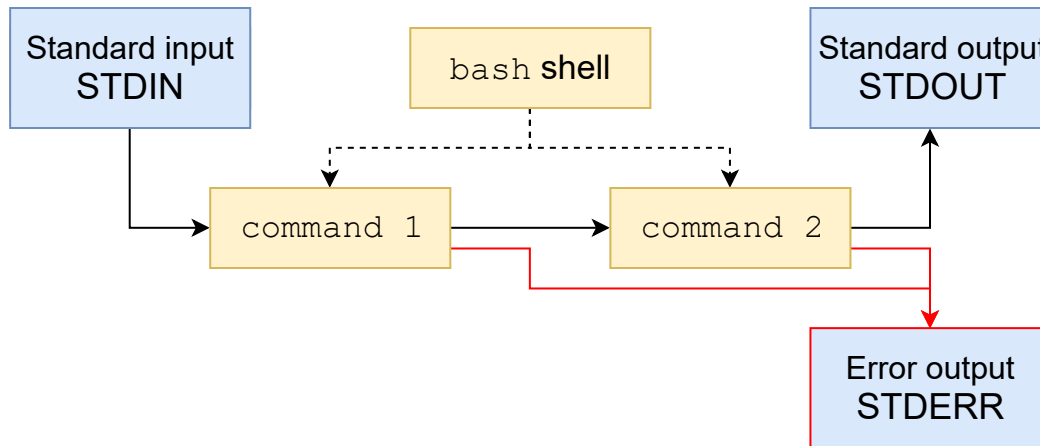 Standard input
STDIN
bash shell
Standard output
STDOUT
command 1
command 2
Error output
STDERR